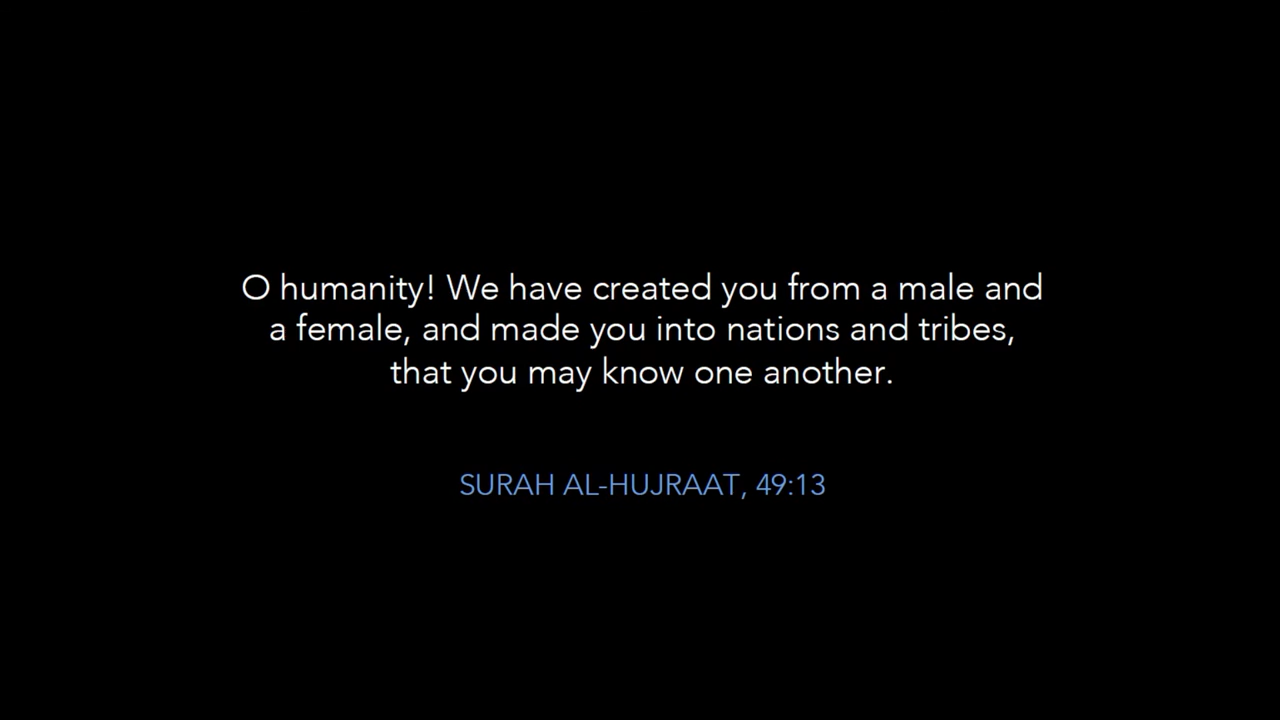 O humanity! We have created you from a male and
a female, and made you into nations and tribes,
that you may know one another.
SURAH AL-HUJRAAT, 49:13